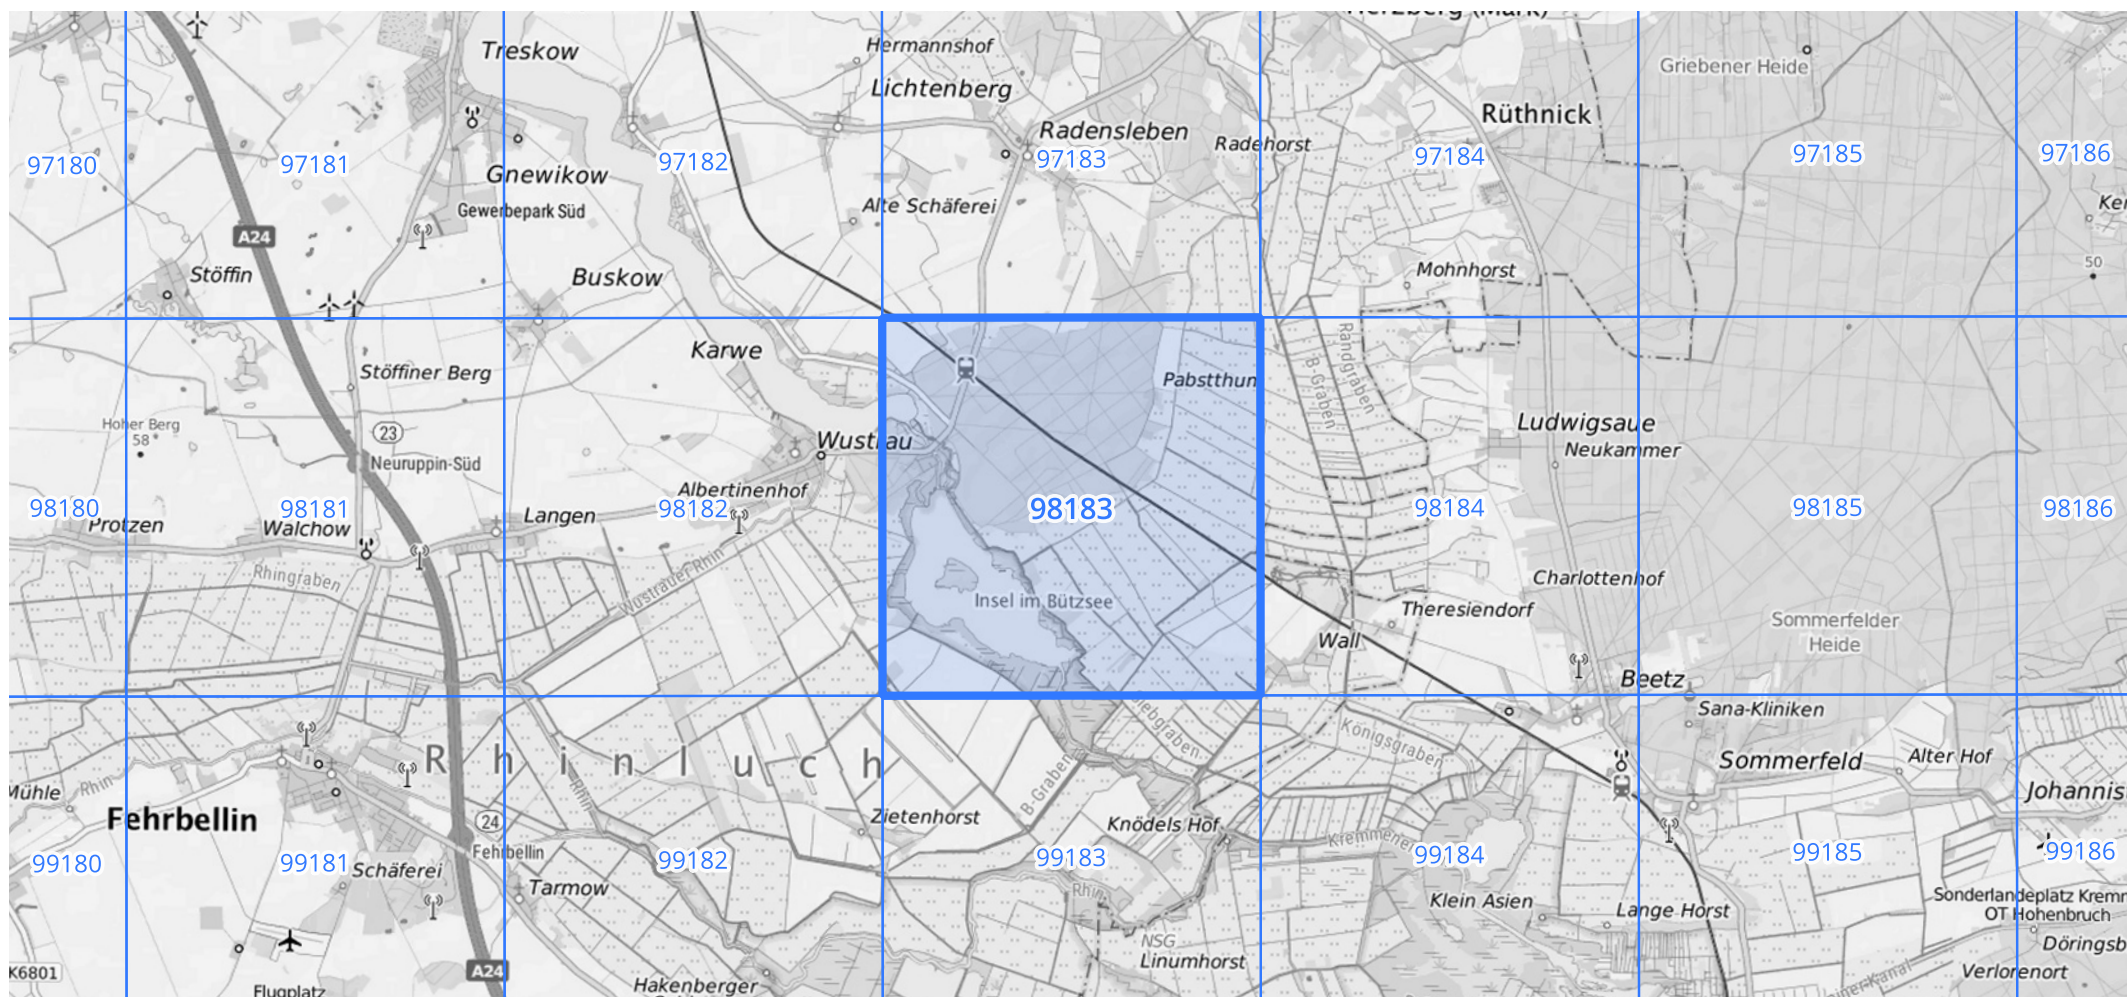 Treskow
Hermannshof
Lichtenberg
Griebener Heide
Rüthnick
Radensleben
Radehorst
97180
97181
97182
97183
97184
97185
97186
Gnewikow
Gewerbepark Süd
Alte Schäferei
A24
Stöffin
Buskow
Mohnhorst
50
Karwe
Stöffiner Berg
Randgraben
B-Graben
Pabstthum
Hoher Berg
58
23
Neuruppin-Süd
Wustrau
Ludwigsaue
Neukammer
Albertinenhof
98180
98181
98182
98183
98184
98185
98186
Protzen
Walchow
Langen
Rhingraben
Wustrauer Rhin
Insel im Bützsee
Charlottenhof
Theresiendorf
Wall
Sommerfelder
Heide
Beetz
Sana-Kliniken
Königsgraben
Rhinluch
Sommerfeld
Alter Hof
Rhin
Mühle
Rhin
B-Graben
Johannis
Fehrbellin
24
Fehrbellin
Zietenhorst
Knödels Hof
99180
99181
99182
99183
99184
99185
99186
Schäferei
Tarmow
Rhin
Klein Asien
Lange Horst
Sonderlandeplatz Kremm
OT Hohenbruch
NSG
Linumhorst
Döringsb
Verlorenort
K6801
A24
Flugplatz
Hakenberger